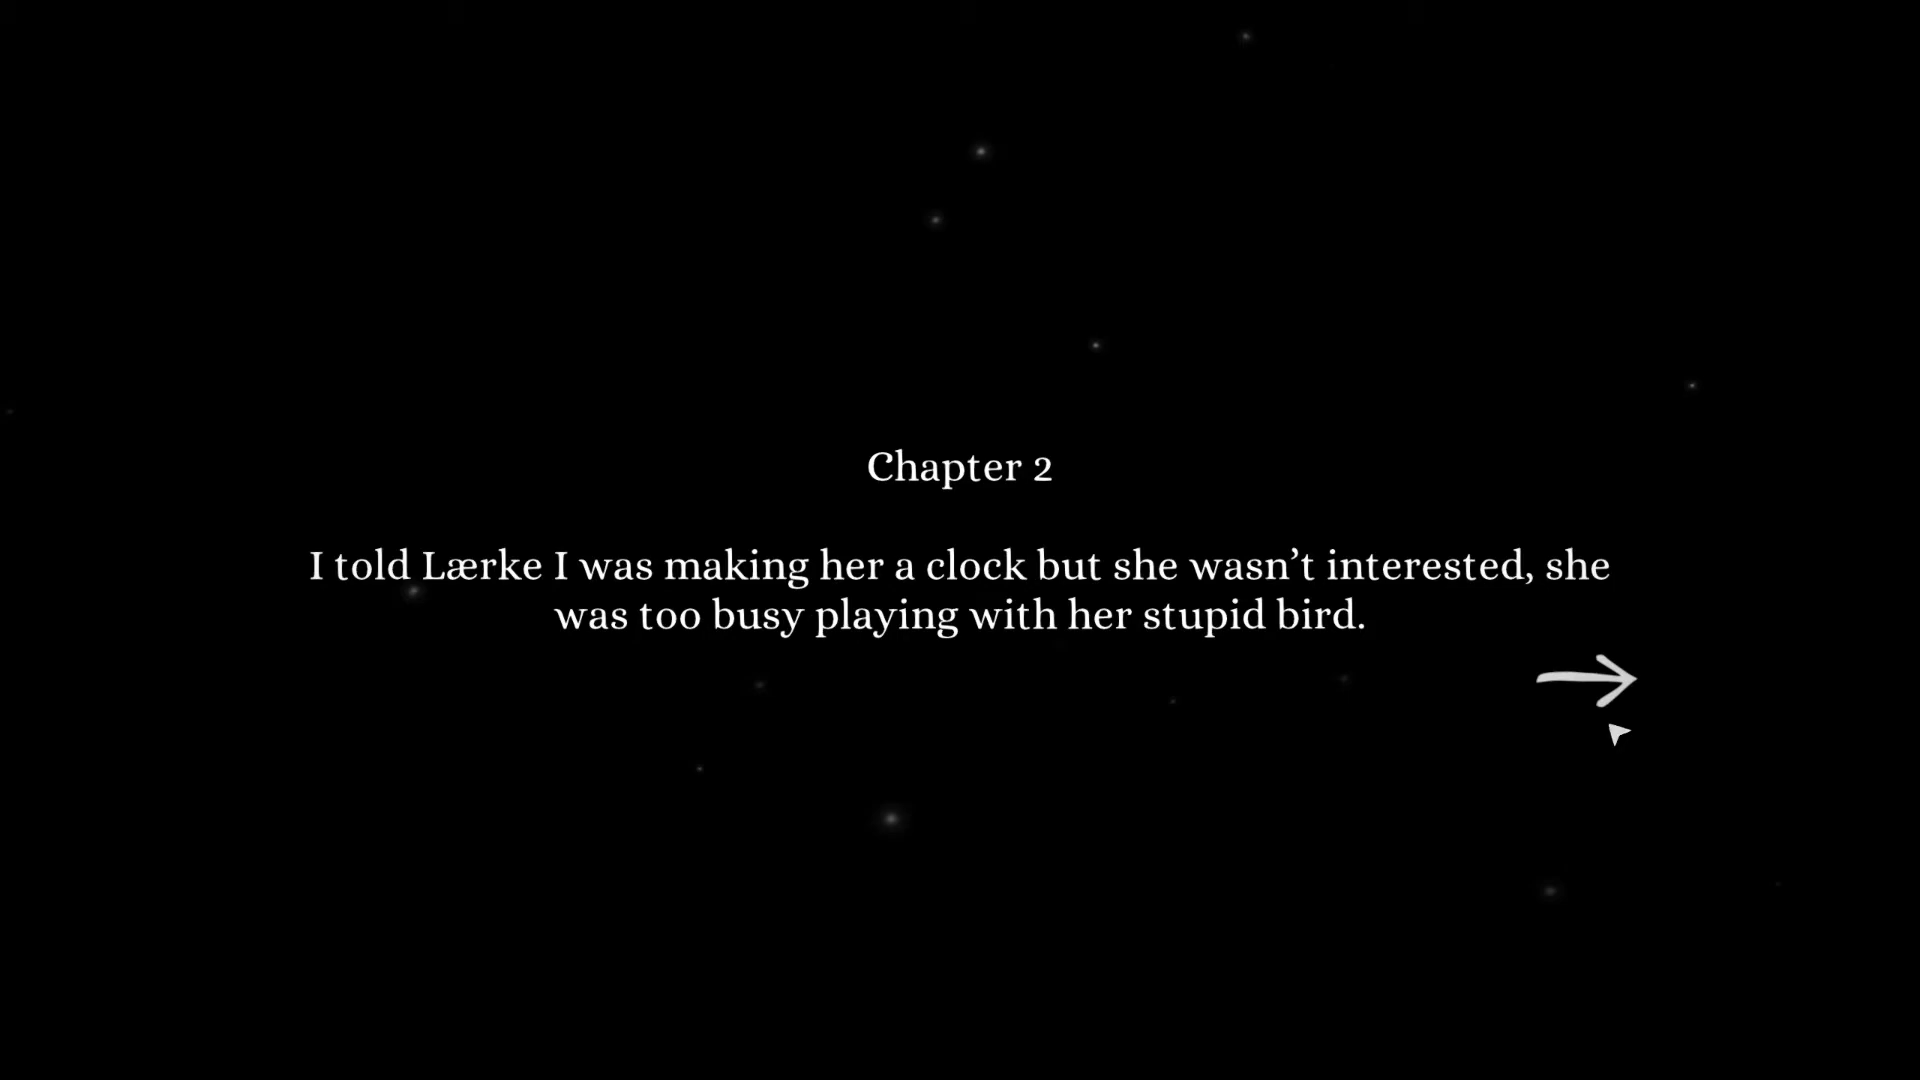 Chapter 2
I told Lærke I was making her a clock but she wasn’t interested, she
was too busy playing with her stupid bird.